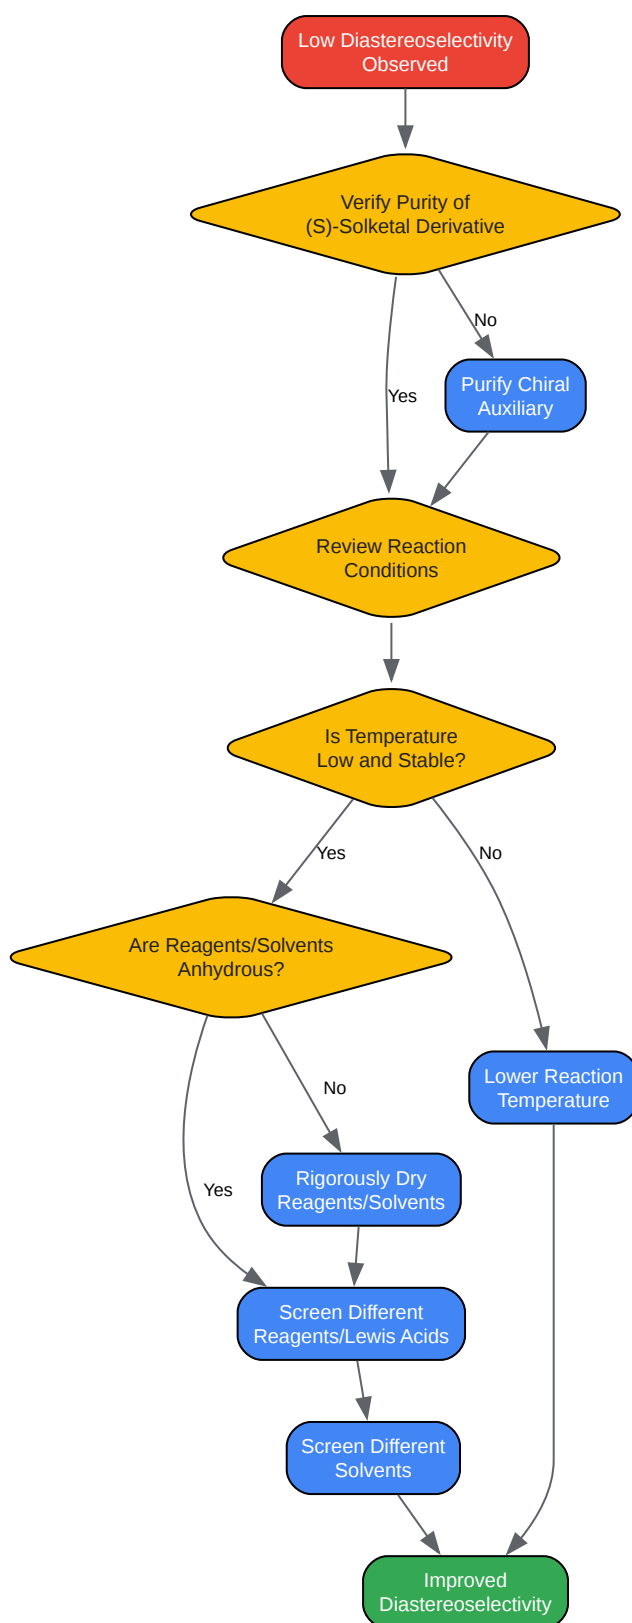 Low Diastereoselectivity
Observed
Verify Purity of
(S)-Solketal Derivative
No
Purify Chiral
Auxiliary
Yes
Review Reaction
Conditions
Is Temperature
Low and Stable?
Yes
No
Are Reagents/Solvents
Anhydrous?
Lower Reaction
Temperature
No
Rigorously Dry
Reagents/Solvents
Yes
Screen Different
Reagents/Lewis Acids
Screen Different
Solvents
Improved
Diastereoselectivity